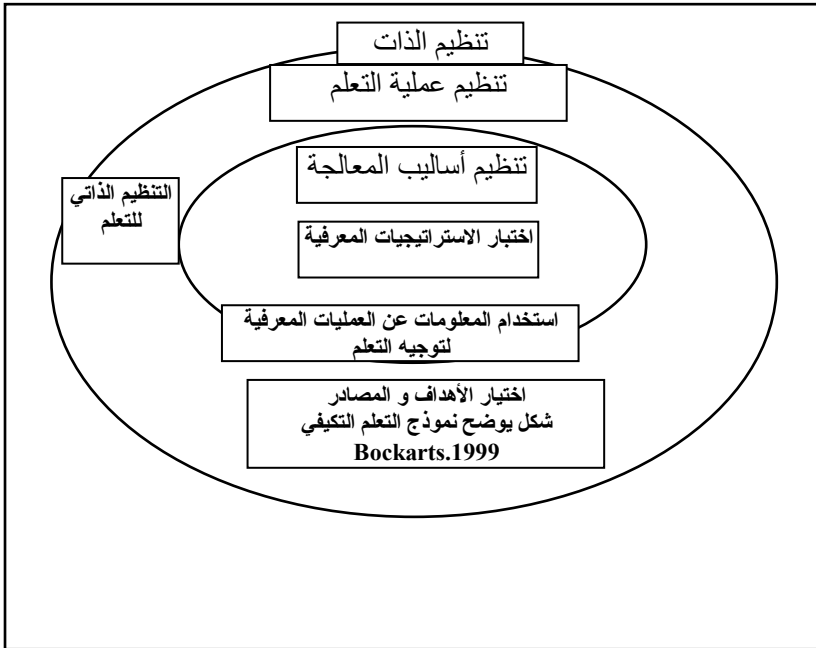 تنظيم الذات
تنظيم عملية التعلم
تنظيم أساليب المعالجة
التنظيم الذاتي
للتعلم
اختبار الاستراتيجيات المعرفية
استخدام المعلومات عن العمليات المعرفية
لتوجيه التعلم
اختيار الأهداف و المصادر
شكل يوضح نموذج التعلم التكيفي
Bockarts.1999